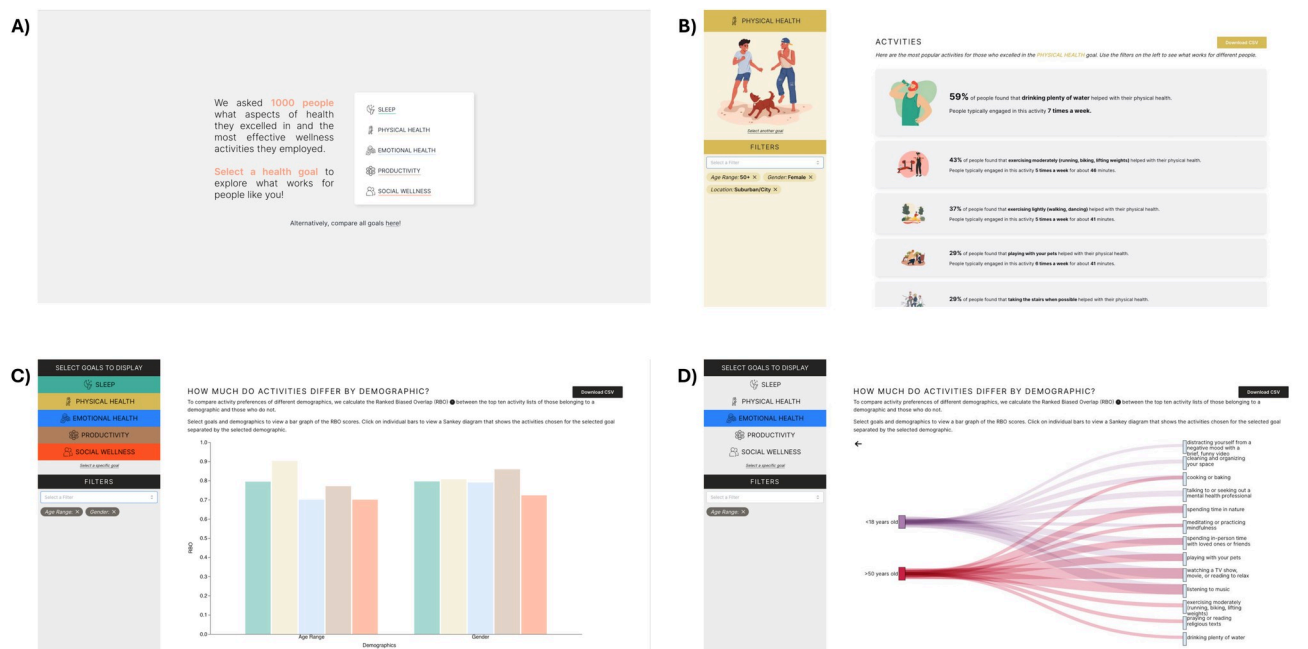 A)
We asked 1000 people
what aspects of health
they excelled in and the
most effective wellness
activities they employed.
Select a health goal to
explore what works for
people like you!
SLEEP
PHYSICAL HEALTH
EMOTIONAL HEALTH
PRODUCTIVITY
SOCIAL WELLNESS
Alternatively, compare all goals here!
B)
PHYSICAL HEALTH
Select another goal
FILTERS
Select a Filter
Age Range: 50+ ×
Gender: Female ×
Location: Suburban/City ×
ACTVITIES
Download CSV
Here are the most popular activities for those who excelled in the PHYSICAL HEALTH goal. Use the filters on the left to see what works for different people.
59% of people found that drinking plenty of water helped with their physical health.
People typically engaged in this activity 7 times a week.
43% of people found that exercising moderately (running, biking, lifting weights) helped with their physical health.
People typically engaged in this activity 5 times a week for about 48 minutes.
37% of people found that exercising lightly (walking, dancing) helped with their physical health.
People typically engaged in this activity 5 times a week for about 41 minutes.
29% of people found that playing with your pets helped with their physical health.
People typically engaged in this activity 6 times a week for about 41 minutes.
29% of people found that taking the stairs when possible helped with their physical health.
C)
SELECT GOALS TO DISPLAY
SLEEP
PHYSICAL HEALTH
EMOTIONAL HEALTH
PRODUCTIVITY
SOCIAL WELLNESS
Select a specific goal
FILTERS
Select a Filter
Age Range: ×
Gender: ×
HOW MUCH DO ACTIVITIES DIFFER BY DEMOGRAPHIC?
Download CSV
To compare activity preferences of different demographics, we calculate the Ranked Biased Overlap (RBO) between the top ten activity lists of those belonging to a
demographic and those who do not.
Select goals and demographics to view a bar graph of the RBO scores. Click on individual bars to view a Sankey diagram that shows the activities chosen for the selected goal
separated by the selected demographic.
1.0
0.9
0.8
0.7
0.6
0.5
0.4
0.3
0.2
0.1
0.0
RBO
Age Range
Gender
Demographics
D)
SELECT GOALS TO DISPLAY
SLEEP
PHYSICAL HEALTH
EMOTIONAL HEALTH
PRODUCTIVITY
SOCIAL WELLNESS
Select a specific goal
FILTERS
Select a Filter
Age Range: ×
HOW MUCH DO ACTIVITIES DIFFER BY DEMOGRAPHIC?
Download CSV
To compare activity preferences of different demographics, we calculate the Ranked Biased Overlap (RBO) between the top ten activity lists of those belonging to a
demographic and those who do not.
Select goals and demographics to view a bar graph of the RBO scores. Click on individual bars to view a Sankey diagram that shows the activities chosen for the selected goal
separated by the selected demographic.
<18 years old
>50 years old
distracting yourself from a
negative mood with a
brief, funny video
cleaning and organizing
your space
cooking or baking
talking to or seeking out a
mental health professional
spending time in nature
meditating or practicing
mindfulness
spending in-person time
with loved ones or friends
playing with your pets
watching a TV show,
movie, or reading to relax
listening to music
exercising moderately
(running, biking, lifting
weights)
praying or reading
religious texts
drinking plenty of water